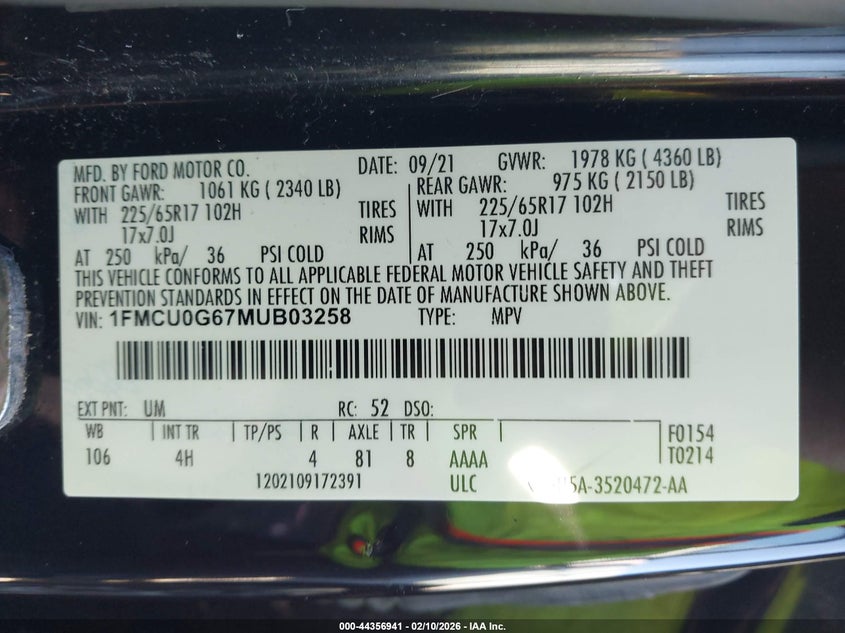 MFD. BY FORD MOTOR CO. DATE: 09/21 GVWR: 1978 KG ( 4360 LB)
FRONT GAWR: 1061 KG ( 2340 LB) REAR GAWR: 975 KG ( 2150 LB)
WITH 225/65R17 102H TIRES WITH 225/65R17 102H TIRES
17x7.0J RIMS 17x7.0J RIMS
AT 250 kPa/ 36 PSI COLD AT 250 kPa/ 36 PSI COLD
THIS VEHICLE CONFORMS TO ALL APPLICABLE FEDERAL MOTOR VEHICLE SAFETY AND THEFT
PREVENTION STANDARDS IN EFFECT ON THE DATE OF MANUFACTURE SHOWN ABOVE.
VIN: 1FMCU0G67MUB03258 TYPE: MPV
EXT PNT: UM RC: 52 DSO:
WB INT TR TP/PS R AXLE TR SPR F0154
106 4H 4 81 8 AAAA T0214
1202109172391 ULC 5A-3520472-AA
000-44356941 - 02/10/2026 - IAA Inc.